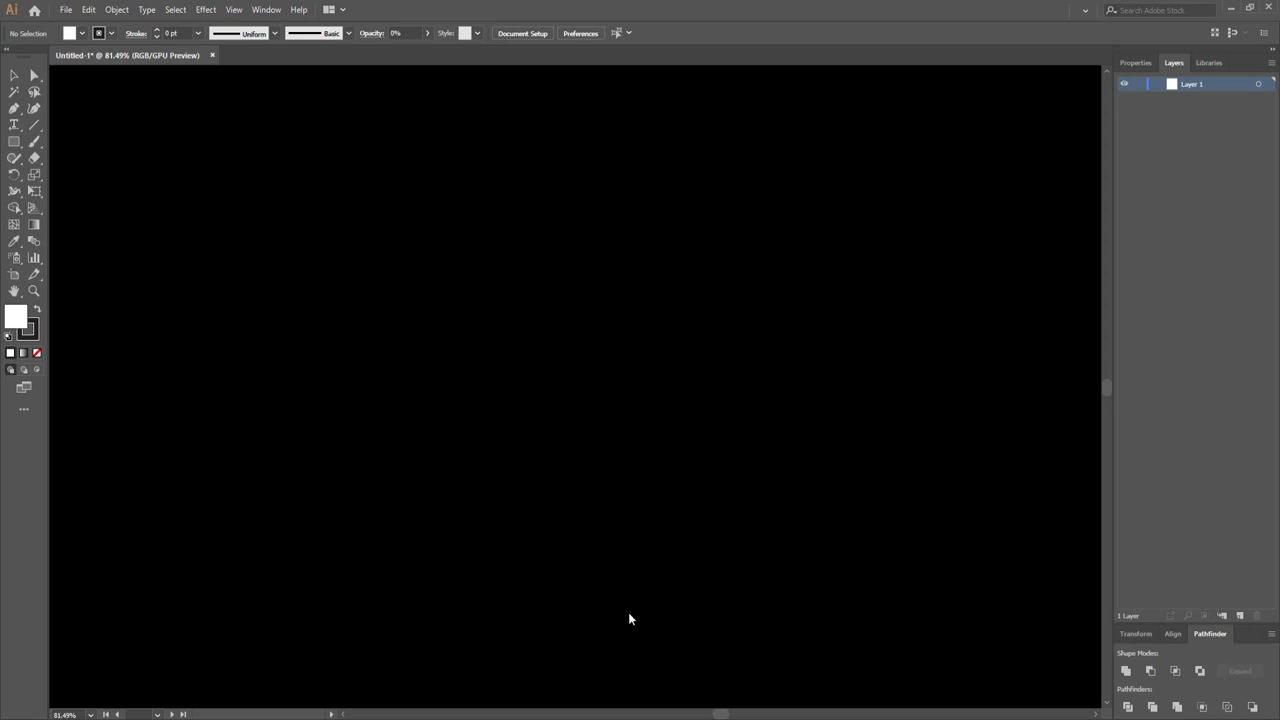 Ai File Edit Object Type Select Effect View Window Help Search Adobe Stock
No Selection Stroke: 0 pt Uniform Basic Opacity: 0% Style: Document Setup Preferences
Untitled-1* @ 81.49% (RGB/GPU Preview) ×
Properties Layers Libraries
Layer 1
1 Layer
Transform Align Pathfinder
Shape Modes:
Expand
Pathfinders:
81.49%